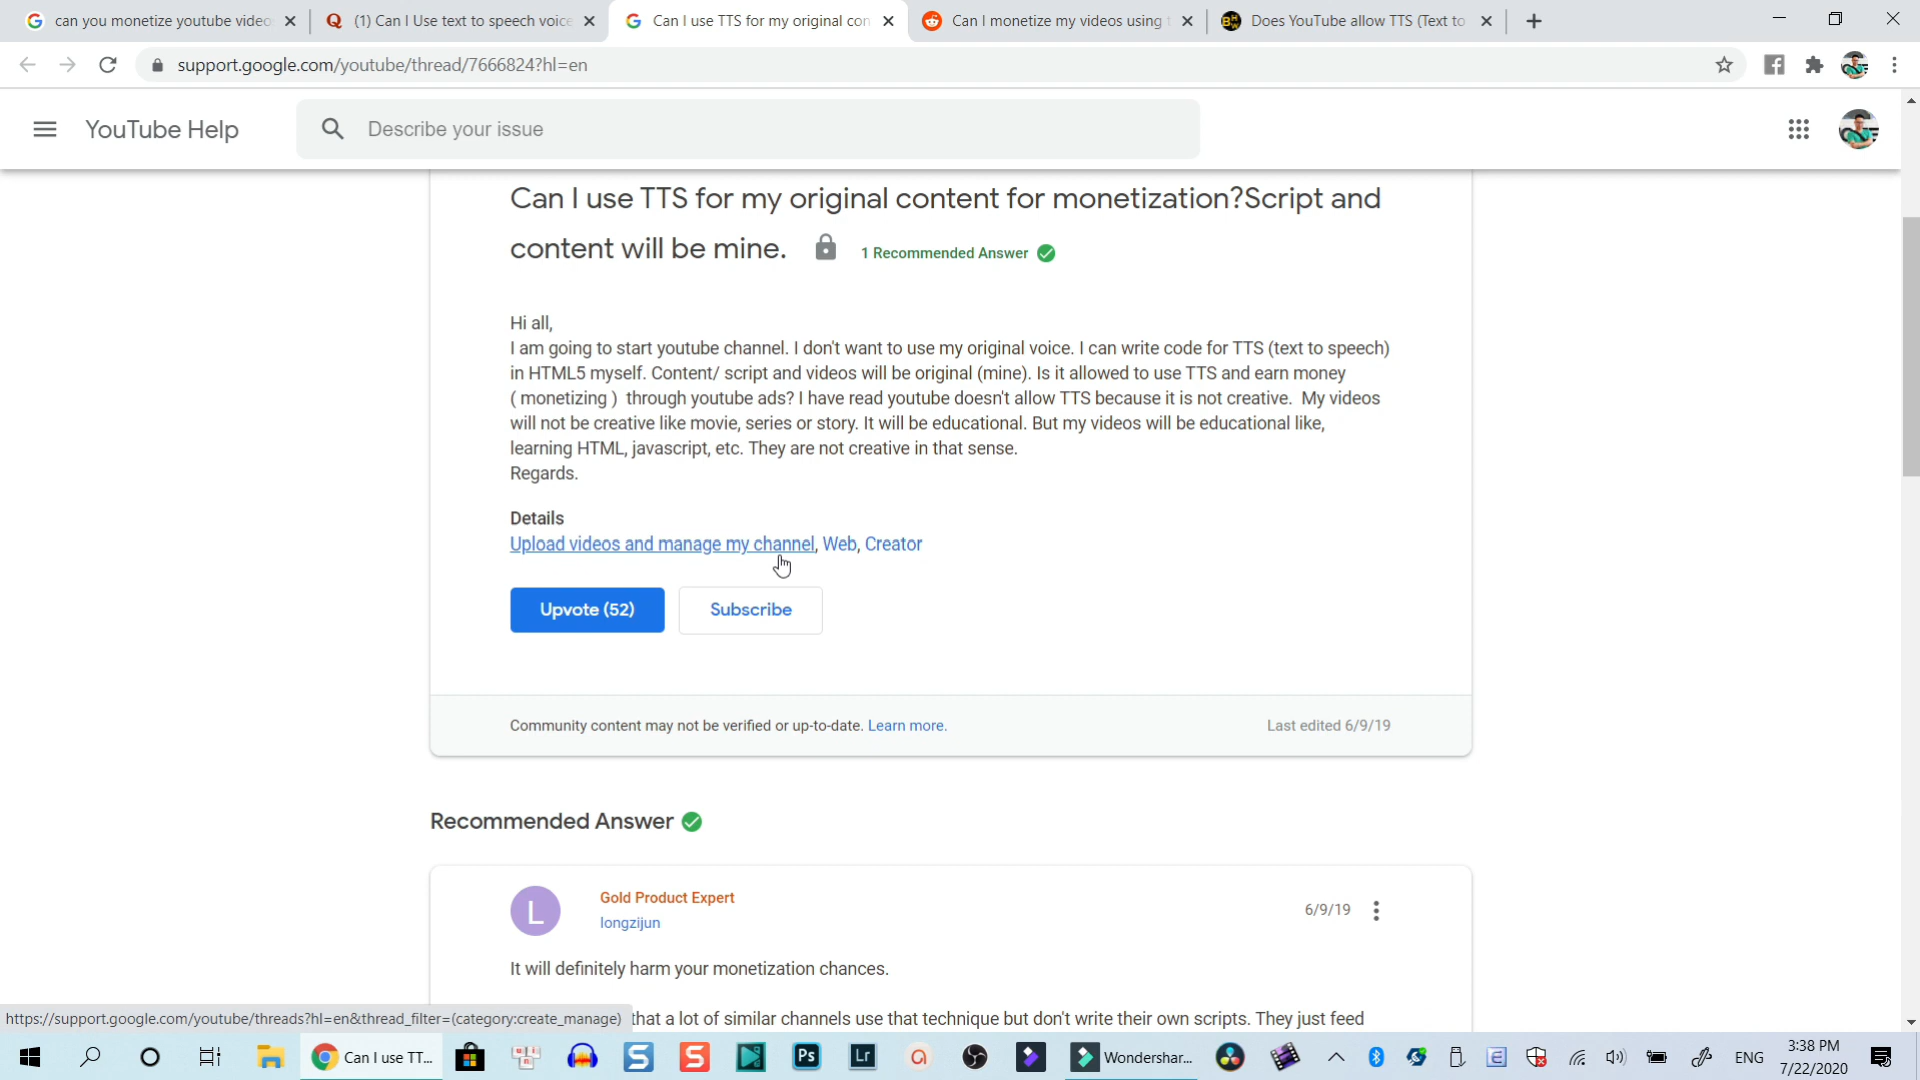 can you monetize youtube video
(1) Can I Use text to speech voice
Can I use TTS for my original con
Can I monetize my videos using t
Does YouTube allow TTS (Text to
support.google.com/youtube/thread/7666824?hl=en
YouTube Help
Describe your issue
Can I use TTS for my original content for monetization?Script and
content will be mine.
1 Recommended Answer
Hi all,
I am going to start youtube channel. I don't want to use my original voice. I can write code for TTS (text to speech)
in HTML5 myself. Content/ script and videos will be original (mine). Is it allowed to use TTS and earn money
( monetizing ) through youtube ads? I have read youtube doesn't allow TTS because it is not creative. My videos
will not be creative like movie, series or story. It will be educational. But my videos will be educational like,
learning HTML, javascript, etc. They are not creative in that sense.
Regards.
Details
Upload videos and manage my channel, Web, Creator
Upvote (52)
Subscribe
Community content may not be verified or up-to-date. Learn more.
Last edited 6/9/19
Recommended Answer
L
Gold Product Expert
longzijun
6/9/19
It will definitely harm your monetization chances.
that a lot of similar channels use that technique but don't write their own scripts. They just feed
https://support.google.com/youtube/threads?hl=en&thread_filter=(category:create_manage)
Can I use TT...
Ps
Lr
Wondershar...
ENG
3:38 PM
7/22/2020